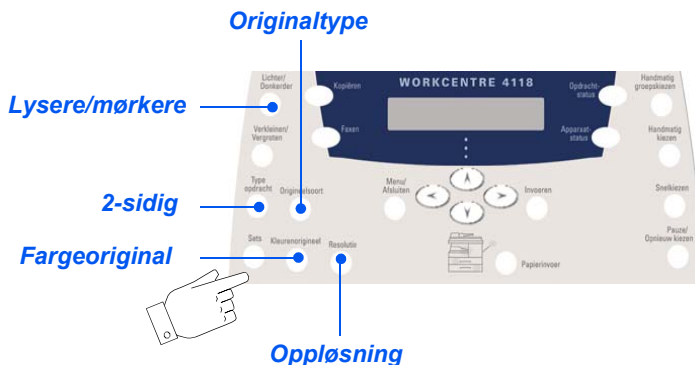 Originaltype
Lysere/mørkere
2-sidig
Fargeoriginal
Oppløsning
Lichter/
Donkerder
Verkleinen/
Vergroten
Type
opdracht
Origineelsoort
Sets
Kleurenorigineel
Resolutie
Kopiëren
Faxen
WORKCENTRE 4118
Menu/
Afsluiten
Invoeren
Papierinvoer
Opdracht-
status
Apparaat-
status
Handmatig
groepskiezen
Handmatig
kiezen
Snelkiezen
Pauze/
Opnieuw kiezen